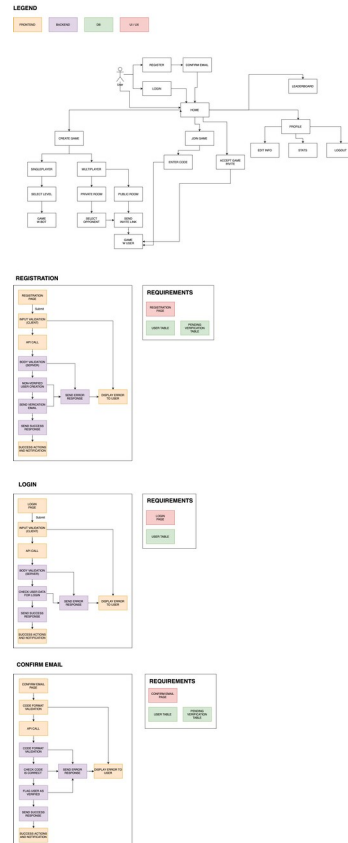 LEGEND
FRONTEND
BACKEND
DB
UI / UX
REGISTER
CONFIRM EMAIL
USER
LOGIN
LEADERBOARD
HOME
CREATE GAME
JOIN GAME
PROFILE
SINGLEPLAYER
MULTIPLAYER
ENTER CODE
ACCEPT GAME
INVITE
EDIT INFO
STATS
LOGOUT
SELECT LEVEL
PRIVATE ROOM
PUBLIC ROOM
GAME
W BOT
SELECT
OPPONENT
SEND
INVITE LINK
GAME
W USER
REGISTRATION
REGISTRATION
PAGE
Submit
INPUT VALIDATION
(CLIENT)
API CALL
BODY VALIDATION
(SERVER)
NON-VERIFIED
USER CREATION
SEND VERIFICATION
EMAIL
SEND ERROR
RESPONSE
DISPLAY ERROR
TO USER
SEND SUCCESS
RESPONSE
SUCCESS ACTIONS
AND NOTIFICATION
REQUIREMENTS
REGISTRATION
PAGE
USER TABLE
PENDING
VERIFICATION
TABLE
LOGIN
LOGIN
PAGE
Submit
INPUT VALIDATION
(CLIENT)
API CALL
BODY VALIDATION
(SERVER)
CHECK USER DATA
FOR LOGIN
SEND ERROR
RESPONSE
DISPLAY ERROR
TO USER
SEND SUCCESS
RESPONSE
SUCCESS ACTIONS
AND NOTIFICATION
REQUIREMENTS
LOGIN
PAGE
USER TABLE
CONFIRM EMAIL
CONFIRM EMAIL
PAGE
CODE FORMAT
VALIDATION
API CALL
CODE FORMAT
VALIDATION
CHECK CODE
IS CORRECT
SEND ERROR
RESPONSE
DISPLAY ERROR TO
USER
FLAG USER AS
VERIFIED
SEND SUCCESS
RESPONSE
SUCCESS ACTIONS
AND NOTIFICATION
REQUIREMENTS
CONFIRM EMAIL
PAGE
USER TABLE
PENDING
VERIFICATION
TABLE